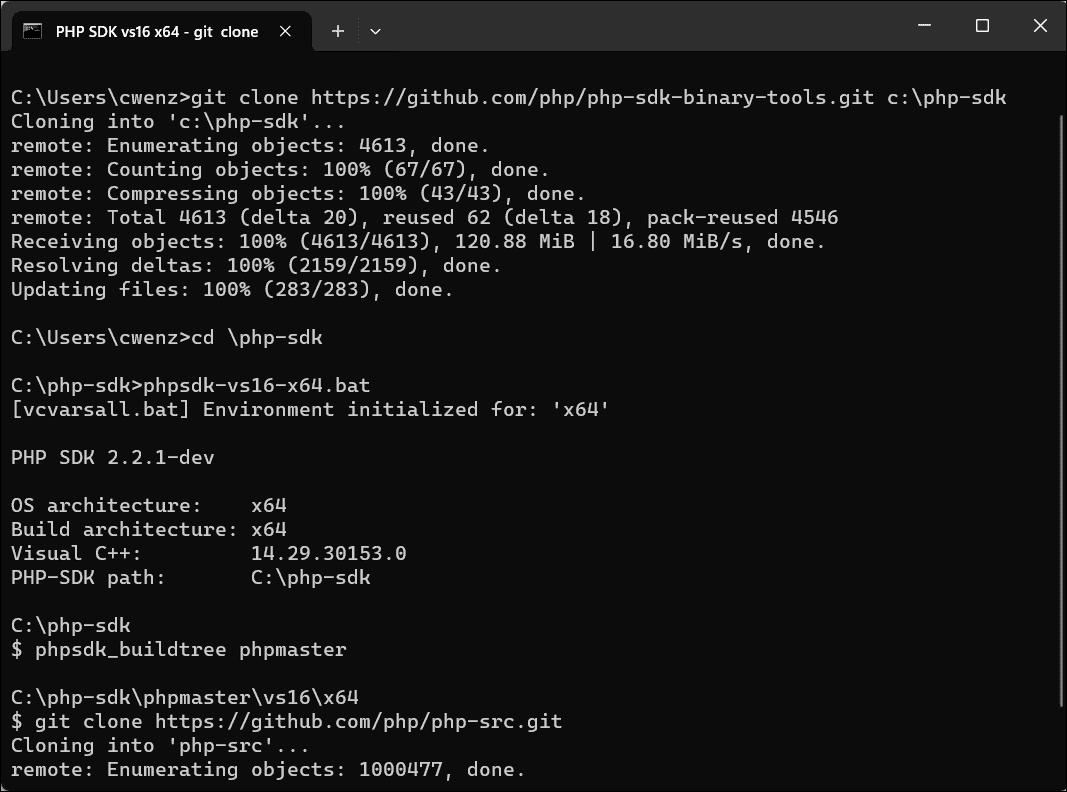 PHP SDK vs16 x64 - git clone
C:\Users\cwenz>git clone https://github.com/php/php-sdk-binary-tools.git c:\php-sdk
Cloning into 'c:\php-sdk'...
remote: Enumerating objects: 4613, done.
remote: Counting objects: 100% (67/67), done.
remote: Compressing objects: 100% (43/43), done.
remote: Total 4613 (delta 20), reused 62 (delta 18), pack-reused 4546
Receiving objects: 100% (4613/4613), 120.88 MiB | 16.80 MiB/s, done.
Resolving deltas: 100% (2159/2159), done.
Updating files: 100% (283/283), done.
C:\Users\cwenz>cd \php-sdk
C:\php-sdk>phpsdk-vs16-x64.bat
[vcvarsall.bat] Environment initialized for: 'x64'
PHP SDK 2.2.1-dev
OS architecture:    x64
Build architecture: x64
Visual C++:         14.29.30153.0
PHP-SDK path:       C:\php-sdk
C:\php-sdk
$ phpsdk_buildtree phpmaster
C:\php-sdk\phpmaster\vs16\x64
$ git clone https://github.com/php/php-src.git
Cloning into 'php-src'...
remote: Enumerating objects: 1000477, done.